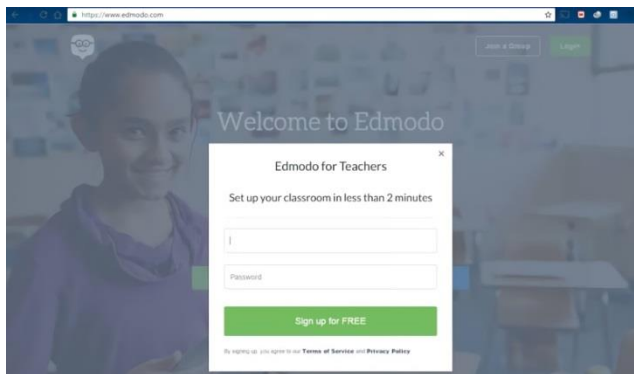 https://www.edmodo.com
Join a Group
Login
Welcome to Edmodo
×
Edmodo for Teachers
Set up your classroom in less than 2 minutes
Password
Sign up for FREE
By signing up, you agree to our Terms of Service and Privacy Policy